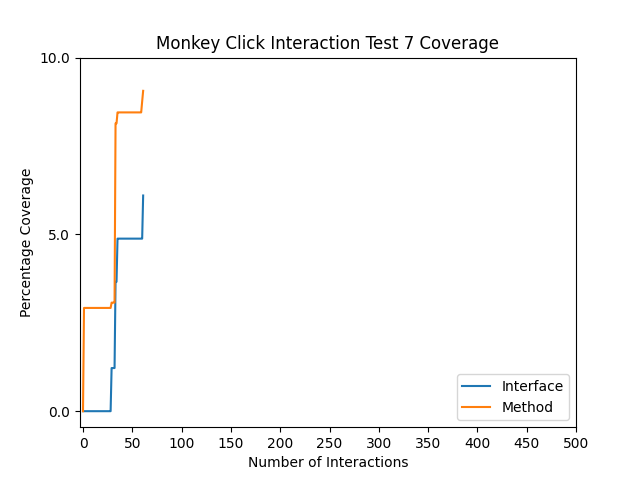 Monkey Click Interaction Test 7 Coverage
10.0
5.0
0.0
Percentage Coverage
0 50 100 150 200 250 300 350 400 450 500
Number of Interactions
Interface
Method